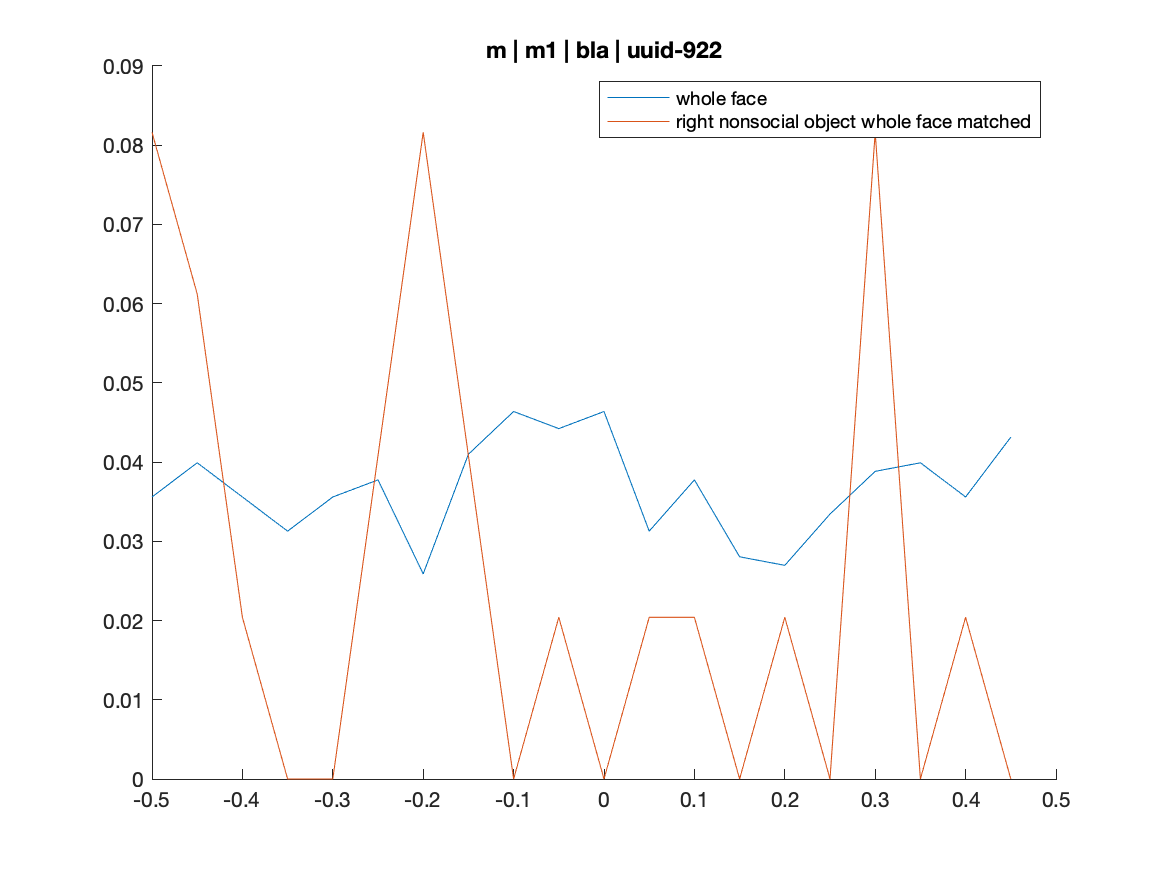 m | m1 | bla | uuid-922
0.09
whole face
right nonsocial object whole face matched
0.08
0.07
0.06
0.05
0.04
0.03
0.02
0.01
0
-0.5 -0.4 -0.3 -0.2 -0.1 0 0.1 0.2 0.3 0.4 0.5